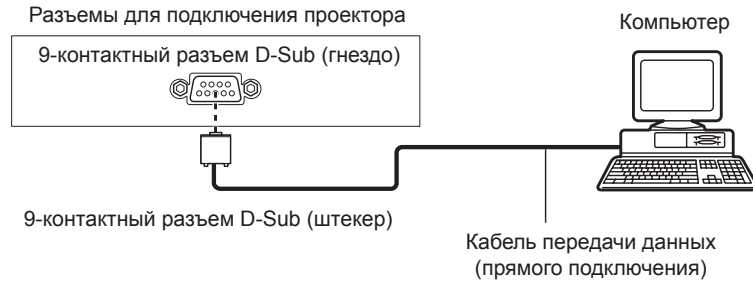 Разъемы для подключения проектора
Компьютер
9-контактный разъем D-Sub (гнездо)
9-контактный разъем D-Sub (штекер)
Кабель передачи данных
(прямого подключения)